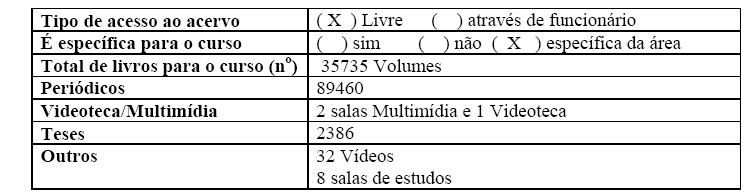 Tipo de acesso ao acervo ( X ) Livre ( ) através de funcionário
É específica para o curso ( ) sim ( ) não ( X ) específica da área
Total de livros para o curso (nº) 35735 Volumes
Periódicos 89460
Videoteca/Multimídia 2 salas Multimídia e 1 Videoteca
Teses 2386
Outros 32 Vídeos
8 salas de estudos